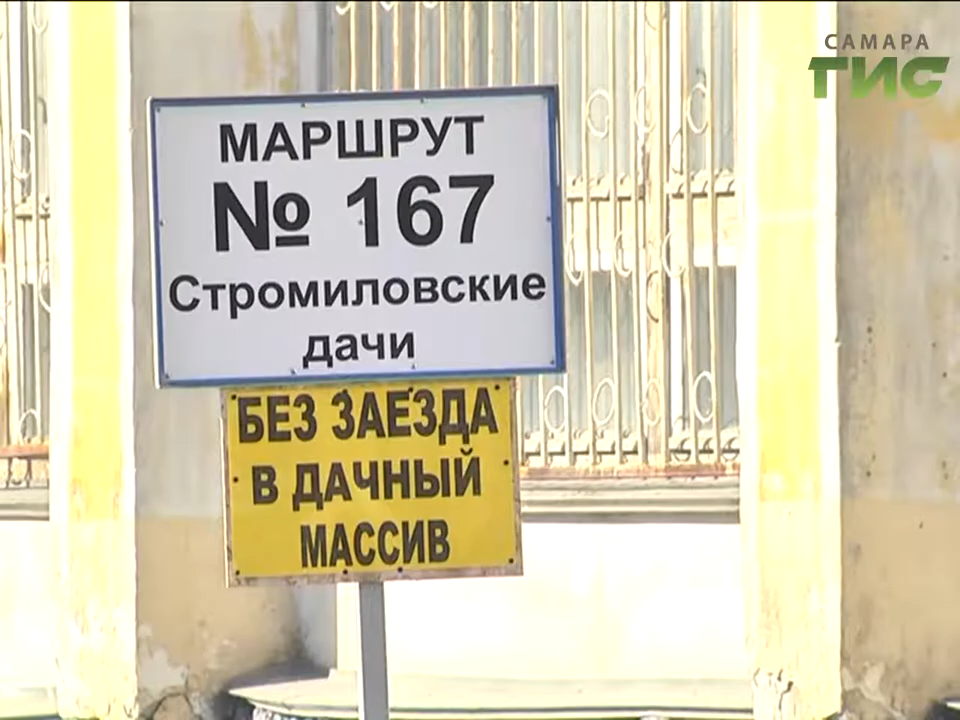 САМАРА
ГИС
МАРШРУТ
№ 167
Стромиловские
дачи
БЕЗ ЗАЕЗДА
В ДАЧНЫЙ
МАССИВ